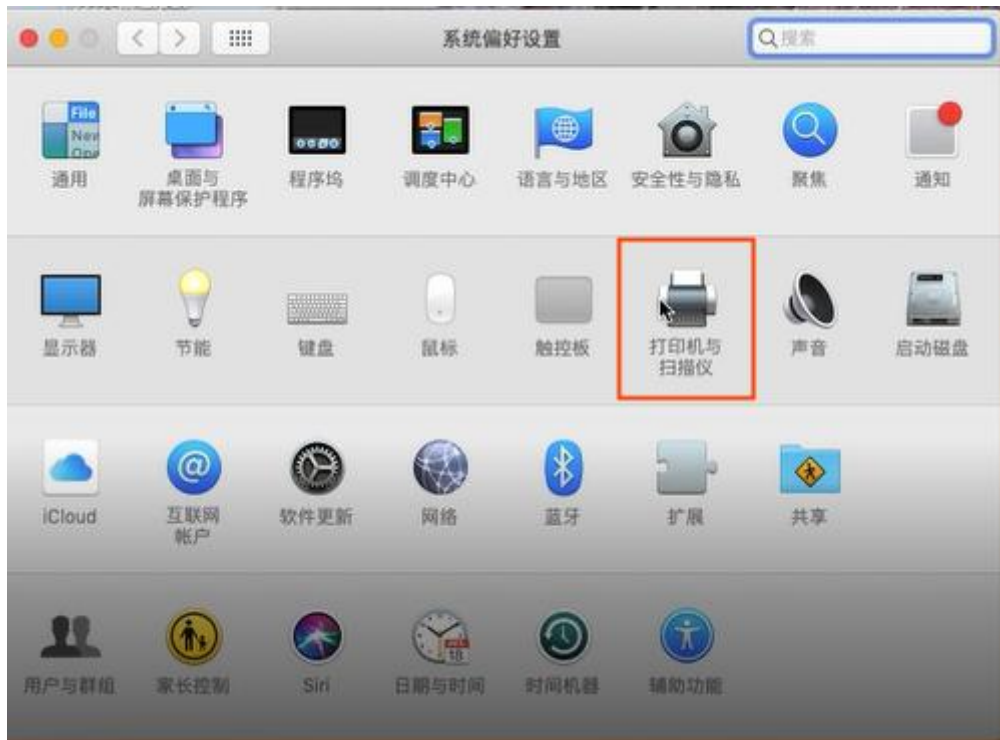 系统偏好设置
搜索
File
New
通用
桌面与
屏幕保护程序
程序坞
调度中心
语言与地区
安全性与隐私
聚焦
通知
显示器
节能
键盘
鼠标
触控板
打印机与
扫描仪
声音
启动磁盘
iCloud
互联网
帐户
软件更新
网络
蓝牙
扩展
共享
用户与群组
家长控制
Siri
18
日期与时间
时间机器
辅助功能